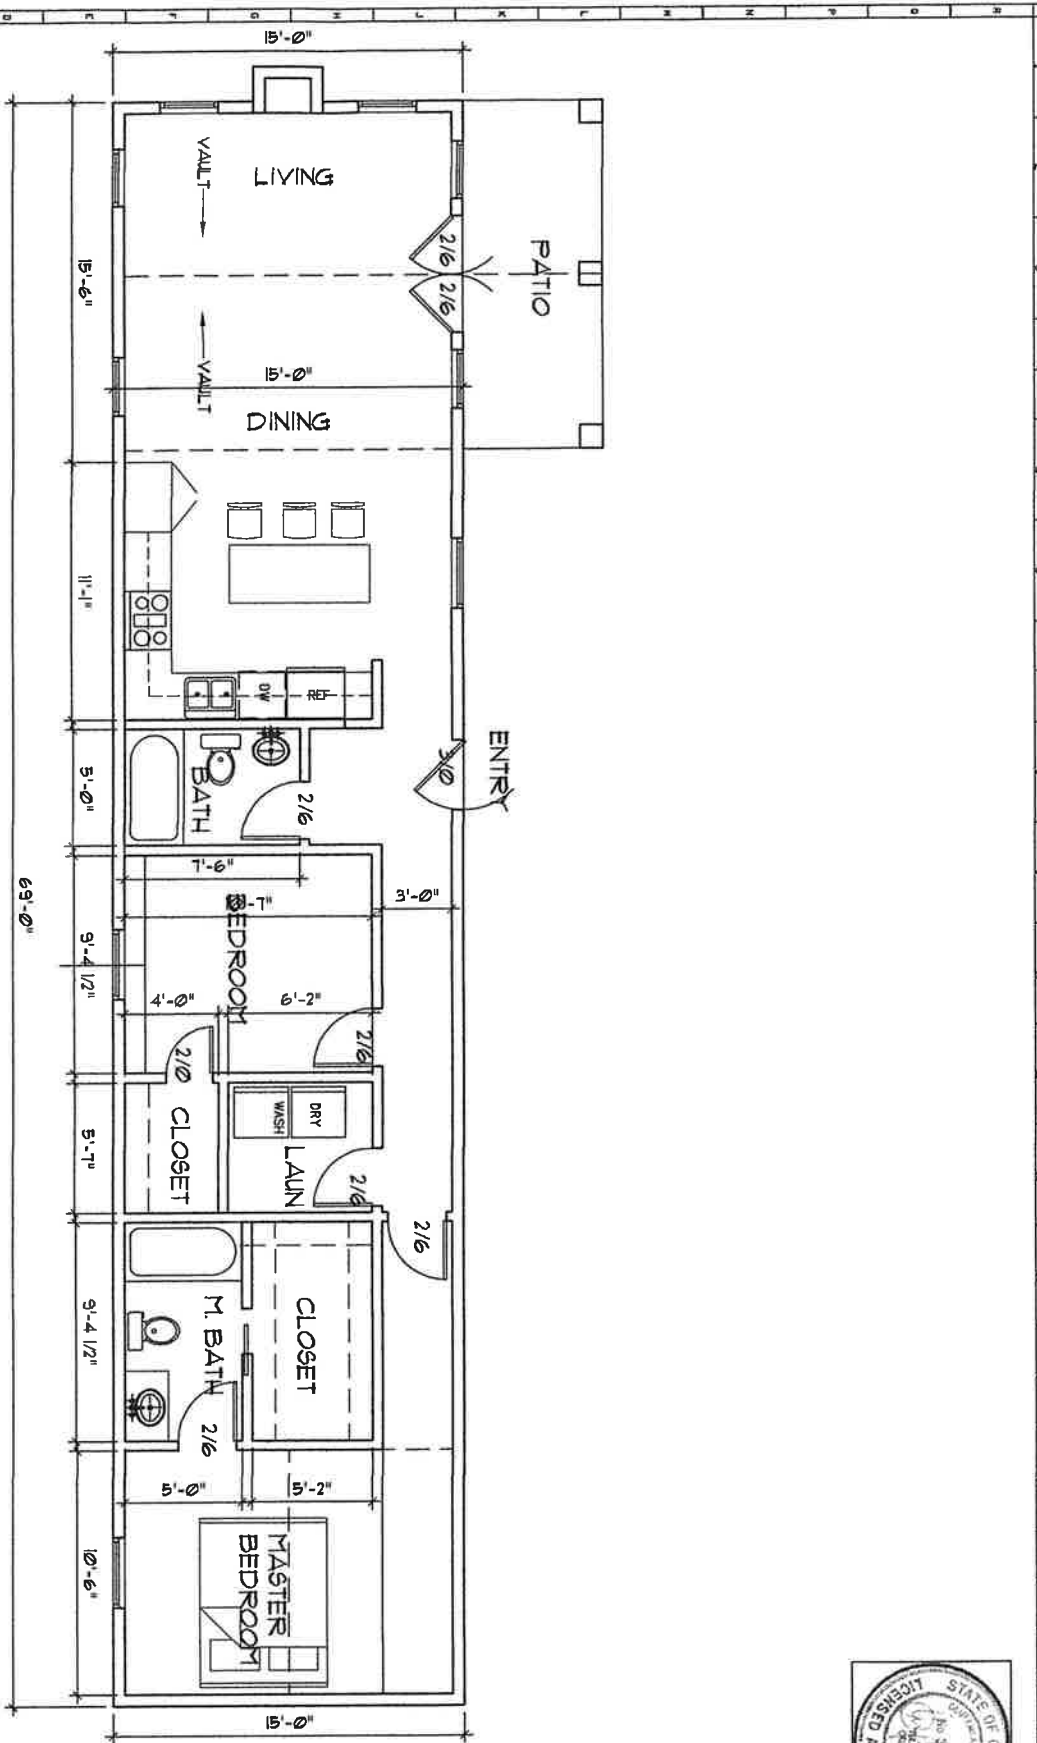 15'-0"
LIVING
VAULT
VAULT
2/6
2/6
PATIO
15'-6"
15'-0"
DINING
11'-1"
DW
REF
ENTRY
3/0
BATH
2/6
5'-0"
7'-6"
3'-0"
BEDROOM
9'-4 1/2"
4'-0"
6'-2"
2/6
2/0
CLOSET
WASH
DRY
LAUN
2/6
5'-7"
2/6
69'-0"
M. BATH
CLOSET
9'-4 1/2"
2/6
5'-0"
5'-2"
MASTER
BEDROOM
10'-6"
15'-0"
STATE OF
LICENSED